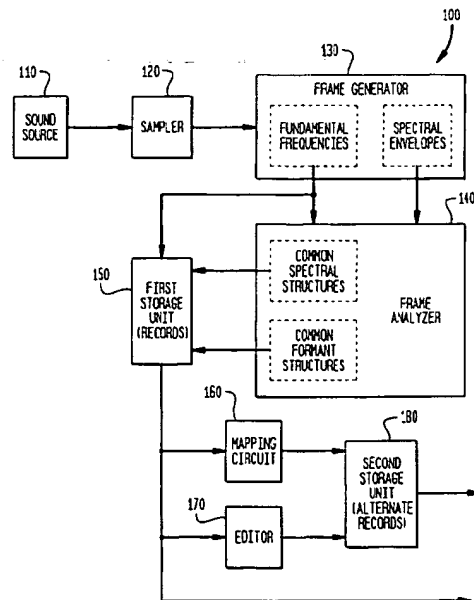 100
110
120
130
SOUND
SOURCE
SAMPLER
FRAME GENERATOR
FUNDAMENTAL
FREQUENCIES
SPECTRAL
ENVELOPES
140
150
FIRST
STORAGE
UNIT
(RECORDS)
COMMON
SPECTRAL
STRUCTURES
COMMON
FORMANT
STRUCTURES
FRAME
ANALYZER
160
MAPPING
CIRCUIT
170
EDITOR
180
SECOND
STORAGE
UNIT
(ALTERNATE
RECORDS)